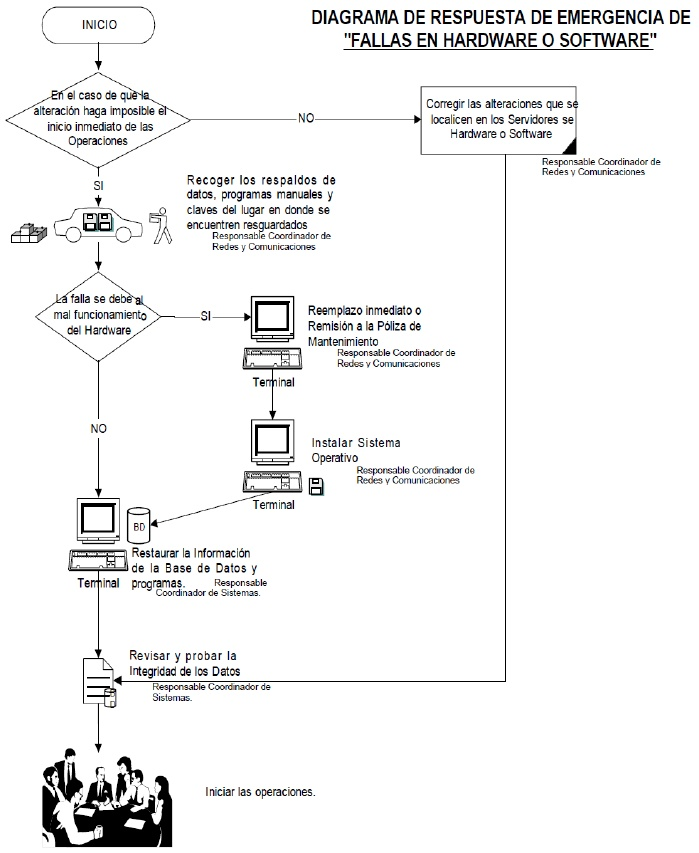 DIAGRAMA DE RESPUESTA DE EMERGENCIA DE
"FALLAS EN HARDWARE O SOFTWARE"
INICIO
En el caso de que la
alteración haga imposible el
inicio inmediato de las
Operaciones
NO
Corregir las alteraciones que se
localicen en los Servidores se
Hardware o Software
Responsable Coordinador de
Redes y Comunicaciones
SI
Recoger los respaldos de
datos, programas manuales y
claves del lugar en donde se
encuentren resguardados
Responsable Coordinador de
Redes y Comunicaciones
La falla se debe al
mal funcionamiento
del Hardware
SI
Reemplazo inmediato o
Remisión a la Póliza de
Mantenimiento
Responsable Coordinador de
Redes y Comunicaciones
Terminal
NO
Instalar Sistema
Operativo
Responsable Coordinador de
Redes y Comunicaciones
Terminal
BD
Restaurar la Información
de la Base de Datos y
programas. Responsable
Coordinador de Sistemas.
Terminal
Revisar y probar la
Integridad de los Datos
Responsable Coordinador de
Sistemas.
Iniciar las operaciones.